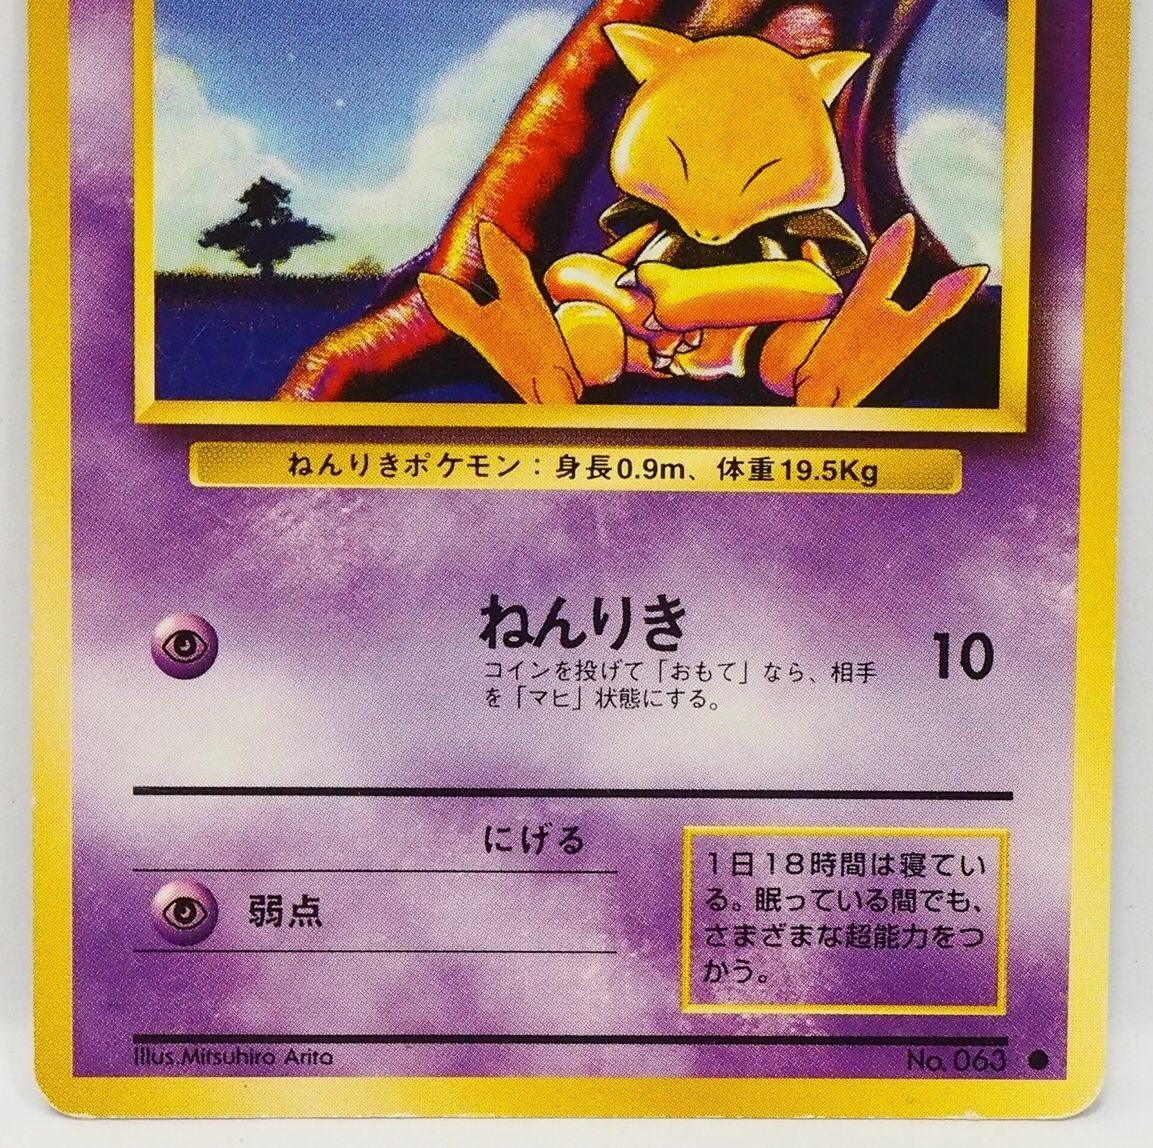 ねんりきポケモン：身長0.9m、体重19.5Kg
ねんりき 10
コインを投げて「おもて」なら、相手
を「マヒ」状態にする。
にげる
弱点
1日18時間は寝てい
る。眠っている間でも、
さまざまな超能力をつ
かう。
Illus.Mitsuhiro Arita
No. 063